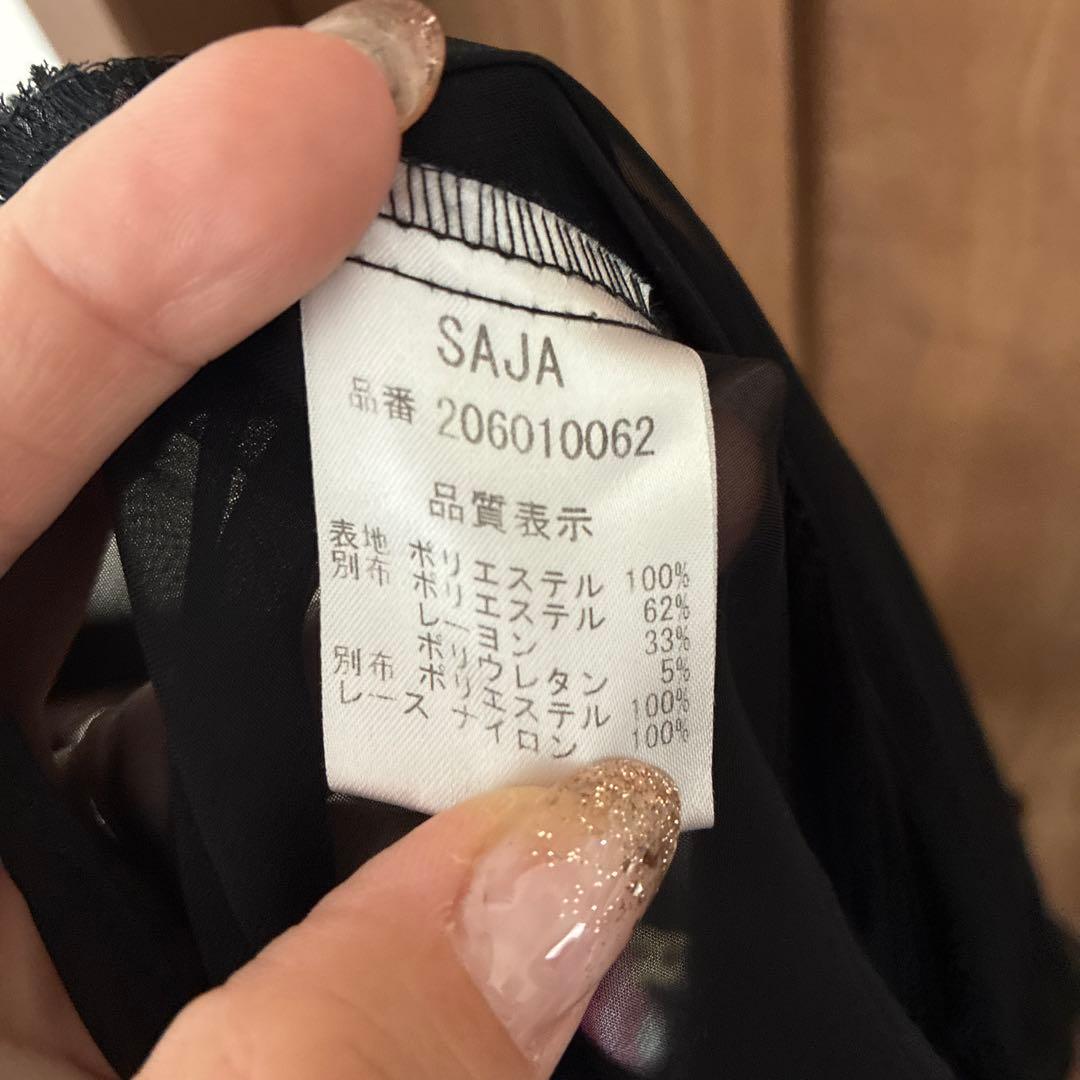 SAJA
品番 206010062
品質表示
表地 ポリエステル 100%
別布 ポリエステル 62%
レーヨン 33%
ポリウレタン 5%
別布 ポリエステル 100%
レース ナイロン 100%